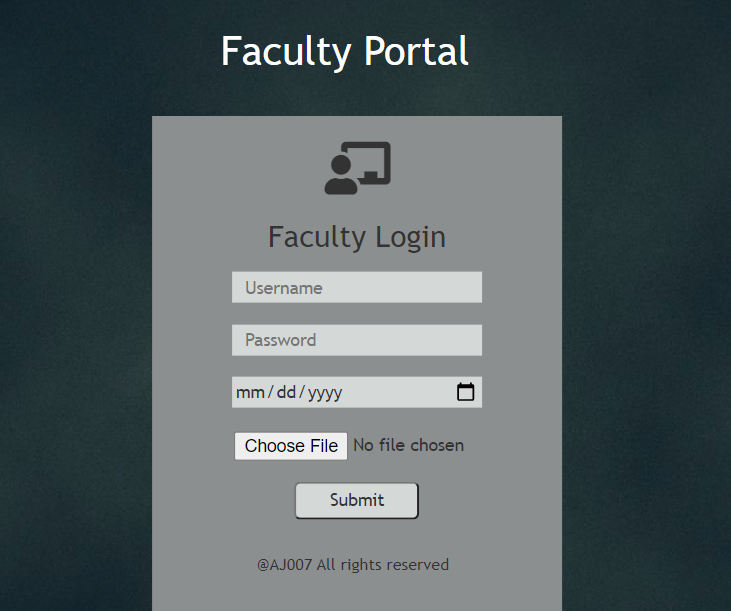 Faculty Portal
Faculty Login
Username
Password
mm/dd/yyyy
Choose File No file chosen
Submit
@AJ007 All rights reserved